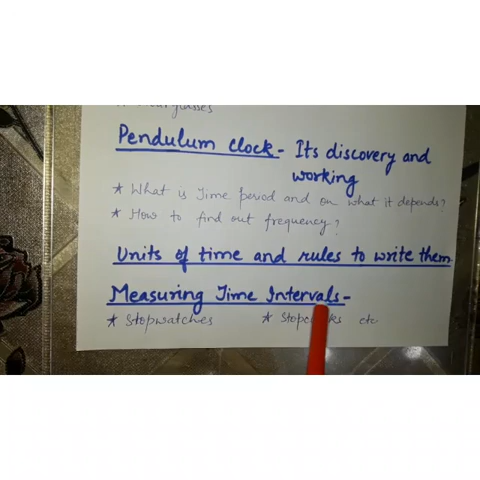 Pendulum clock - Its discovery and
working
* What is Time period and on what it depends?
* How to find out frequency?
Units of time and rules to write them
Measuring Time Intervals -
* Stopwatches * Stopclocks etc